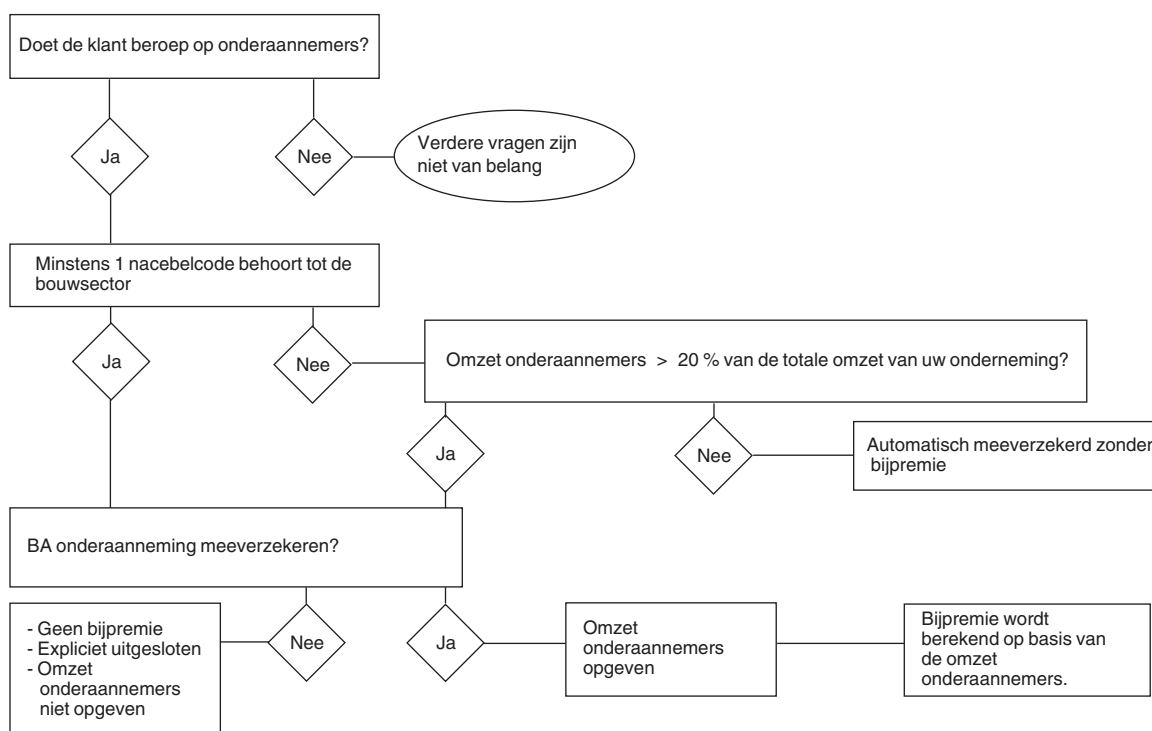 Doet de klant beroep op onderaannemers?
Ja
Nee
Verdere vragen zijn
niet van belang
Minstens 1 nacebelcode behoort tot de
bouwsector
Ja
Nee
Omzet onderaannemers > 20 % van de totale omzet van uw onderneming?
Ja
Nee
Automatisch meeverzekerd zonder
bijpremie
BA onderaanneming meeverzekeren?
Nee
Ja
- Geen bijpremie
- Expliciet uitgesloten
- Omzet
onderaannemers
niet opgeven
Omzet
onderaannemers
opgeven
Bijpremie wordt
berekend op basis van
de omzet
onderaannemers.